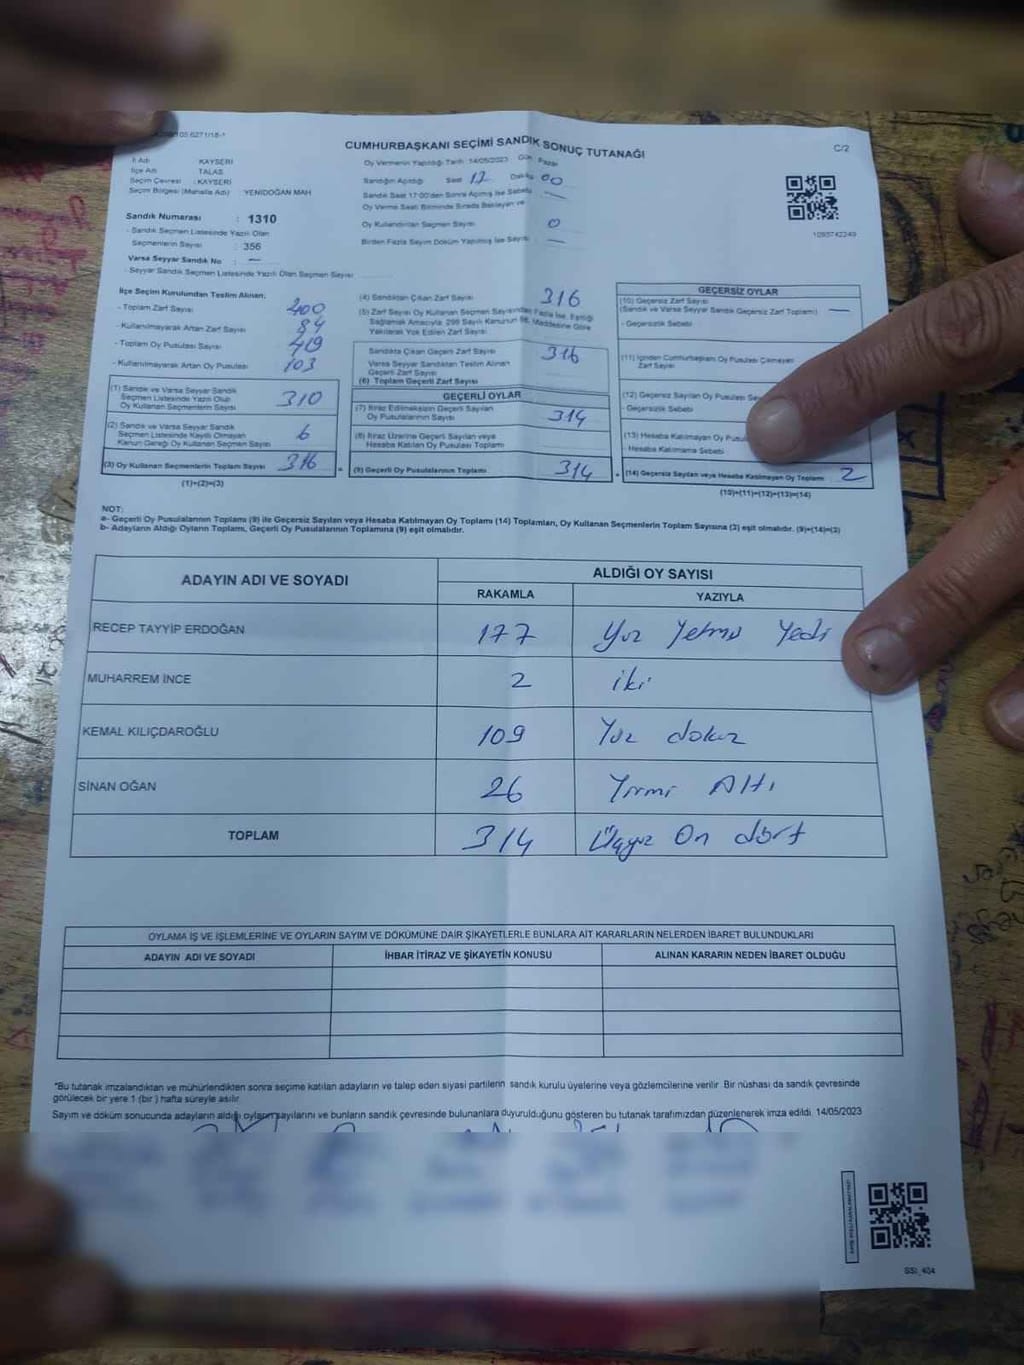 CUMHURBAŞKANI SEÇİMİ SANDIK SONUÇ TUTANAĞI
C/2
İl Adı : KAYSERİ
İlçe Adı : TALAS
Seçim Çevresi : KAYSERİ
Seçim Bölgesi (Mahalle Adı) YENİDOĞAN MAH
Sandık Numarası : 1310
- Sandık Seçmen Listesinde Yazılı Olan
Seçmenlerin Sayısı : 356
Varsa Seyyar Sandık No : —
- Seyyar Sandık Seçmen Listesinde Yazılı Olan Seçmen Sayısı
Oy Vermenin Yapıldığı Tarih: 14/05/2023 Gün Pazar
Sandığın Açıldığı Saat 17 Dakika 00
Sandık Saat 17:00'den Sonra Açılmış İse Sebebi —
Oy Verme Saati Bitiminde Sırada Bekleyen ve
Oy Kullandırılan Seçmen Sayısı 0
Birden Fazla Sayım Döküm Yapılmış İse Sayısı —
1095742249
İlçe Seçim Kurulundan Teslim Alınan;
- Toplam Zarf Sayısı 400
- Kullanılmayarak Artan Zarf Sayısı 84
- Toplam Oy Pusulası Sayısı 419
- Kullanılmayarak Artan Oy Pusulası 103
(1) Sandık ve Varsa Seyyar Sandık
Seçmen Listesinde Yazılı Olup
Oy Kullanan Seçmenlerin Sayısı 310
(2) Sandık ve Varsa Seyyar Sandık
Seçmen Listesinde Kayıtlı Olmayan
Kanun Gereği Oy Kullanan Seçmen Sayısı 6
(3) Oy Kullanan Seçmenlerin Toplam Sayısı 316
(1)+(2)=(3)
(4) Sandıktan Çıkan Zarf Sayısı 316
(5) Zarf Sayısı Oy Kullanan Seçmen Sayısından Fazla İse, Eşitliği
Sağlamak Amacıyla, 298 Sayılı Kanunun 98. Maddesine Göre
Yakılarak Yok Edilen Zarf Sayısı
Sandıkta Çıkan Geçerli Zarf Sayısı 316
Varsa Seyyar Sandıktan Teslim Alınan
Geçerli Zarf Sayısı
(6) Toplam Geçerli Zarf Sayısı
GEÇERLİ OYLAR
(7) İtiraz Edilmeksizin Geçerli Sayılan
Oy Pusulalarının Sayısı 314
(8) İtiraz Üzerine Geçerli Sayılan veya
Hesaba Katılan Oy Pusulası Toplamı
(9) Geçerli Oy Pusulalarının Toplamı 314
GEÇERSİZ OYLAR
(10) Geçersiz Zarf Sayısı
(Sandık ve Varsa Seyyar Sandık Geçersiz Zarf Toplamı) —
- Geçersizlik Sebebi
(11) İçinden Cumhurbaşkanı Oy Pusulası Çıkmayan
Zarf Sayısı
(12) Geçersiz Sayılan Oy Pusulası
- Geçersizlik Sebebi
(13) Hesaba Katılmayan Oy
Hesaba Katılmama Sebebi
(14) Geçersiz Sayılan veya Hesaba Katılmayan Oy Toplamı 2
(10)+(11)+(12)+(13)=(14)
NOT:
a- Geçerli Oy Pusulalarının Toplamı (9) ile Geçersiz Sayılan veya Hesaba Katılmayan Oy Toplamı (14) Toplamları, Oy Kullanan Seçmenlerin Toplam Sayısına (3) eşit olmalıdır. (9)+(14)=(3)
b- Adayların Aldığı Oyların Toplamı, Geçerli Oy Pusulalarının Toplamına (9) eşit olmalıdır.
ADAYIN ADI VE SOYADI ALDIĞI OY SAYISI
RAKAMLA YAZIYLA
RECEP TAYYİP ERDOĞAN 177 Yüz Yetmiş Yedi
MUHARREM İNCE 2 iki
KEMAL KILIÇDAROĞLU 109 Yüz dokuz
SİNAN OĞAN 26 Yirmi Altı
TOPLAM 314 Üçyüz On dört
OYLAMA İŞ VE İŞLEMLERİNE VE OYLARIN SAYIM VE DÖKÜMÜNE DAİR ŞİKAYETLERLE BUNLARA AİT KARARLARIN NELERDEN İBARET BULUNDUKLARI
ADAYIN ADI VE SOYADI İHBAR İTİRAZ VE ŞİKAYETİN KONUSU ALINAN KARARIN NEDEN İBARET OLDUĞU
*Bu tutanak imzalandıktan ve mühürlendikten sonra seçime katılan adayların ve talep eden siyasi partilerin sandık kurulu üyelerine veya gözlemcilerine verilir. Bir nüshası da sandık çevresinde
görülecek bir yere 1 (bir) hafta süreyle asılır.
Sayım ve döküm sonucunda adayların aldığı oyların sayılarını ve bunların sandık çevresinde bulunanlara duyurulduğunu gösteren bu tutanak tarafımızdan düzenlenerek imza edildi. 14/05/2023
SSI_404